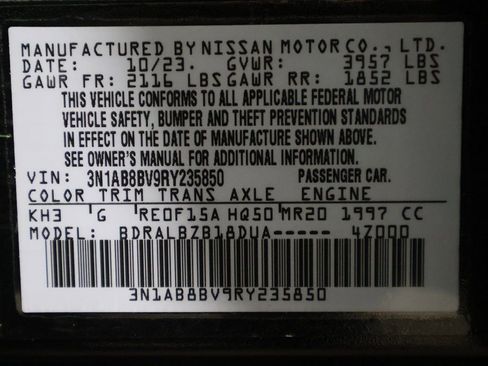 MANUFACTURED BY NISSAN MOTOR CO., LTD.
DATE: 10/23. GVWR: 3957 LBS
GAWR FR: 2116 LBS GAWR RR: 1852 LBS
THIS VEHICLE CONFORMS TO ALL APPLICABLE FEDERAL MOTOR
VEHICLE SAFETY, BUMPER AND THEFT PREVENTION STANDARDS
IN EFFECT ON THE DATE OF MANUFACTURE SHOWN ABOVE.
SEE OWNER'S MANUAL FOR ADDITIONAL INFORMATION.
VIN: 3N1AB8BV9RY235850 PASSENGER CAR.
COLOR TRIM TRANS AXLE ENGINE
KH3 G RE0F15A HQ50 MR20 1997 CC
MODEL: BDRALBZB18DUA----- 4Z000
3N1AB8BV9RY235850